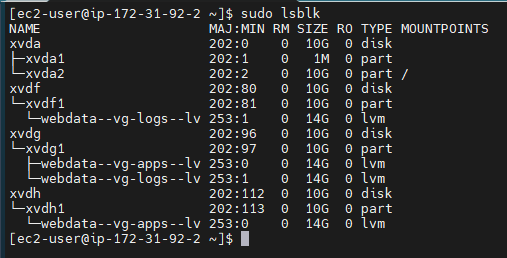 [ec2-user@ip-172-31-92-2 ~]$ sudo lsblk
NAME                    MAJ:MIN RM SIZE RO TYPE MOUNTPOINTS
xvda                    202:0    0  10G  0 disk
├─xvda1                 202:1    0   1M  0 part
└─xvda2                 202:2    0  10G  0 part /
xvdf                    202:80   0  10G  0 disk
└─xvdf1                 202:81   0  10G  0 part
  └─webdata--vg-logs--lv 253:1    0  14G  0 lvm
xvdg                    202:96   0  10G  0 disk
└─xvdg1                 202:97   0  10G  0 part
  ├─webdata--vg-apps--lv 253:0    0  14G  0 lvm
  └─webdata--vg-logs--lv 253:1    0  14G  0 lvm
xvdh                    202:112  0  10G  0 disk
└─xvdh1                 202:113  0  10G  0 part
  └─webdata--vg-apps--lv 253:0    0  14G  0 lvm
[ec2-user@ip-172-31-92-2 ~]$